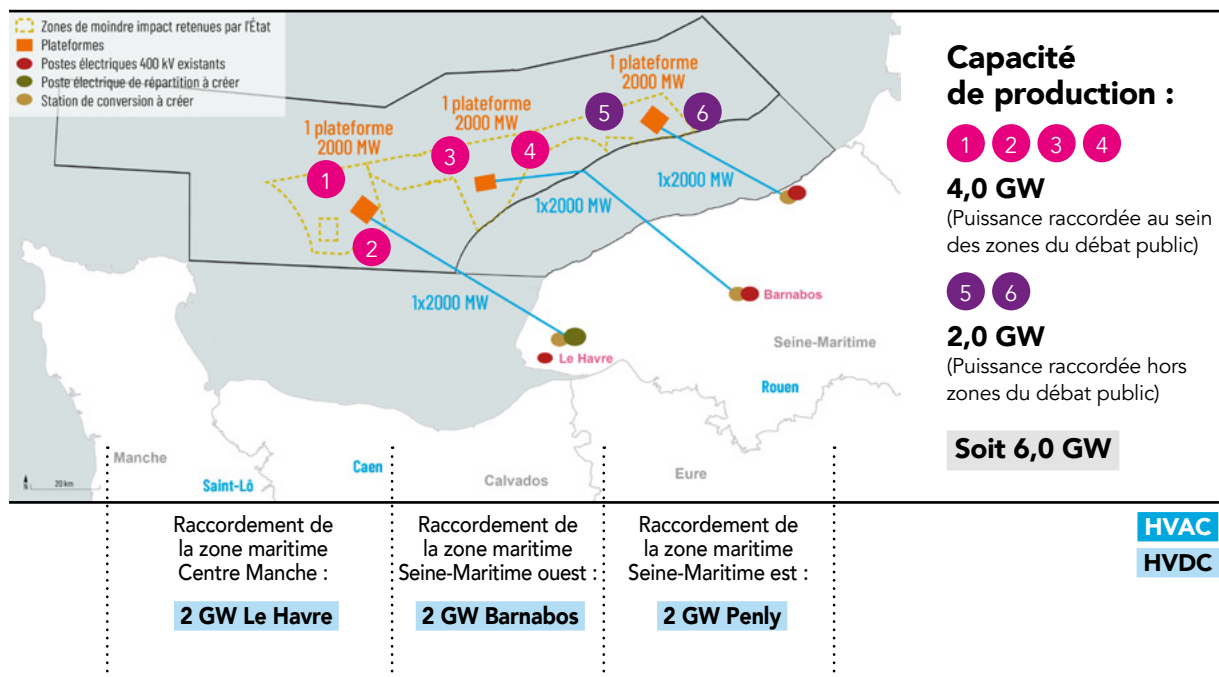 Zones de moindre impact retenues par l'État
Plateformes
Postes électriques 400 kV existants
Poste électrique de répartition à créer
Station de conversion à créer
1 plateforme
2000 MW
1 plateforme
2000 MW
1 plateforme
2000 MW
1
2
3
4
5
6
1x2000 MW
1x2000 MW
1x2000 MW
Barnabos
Le Havre
Seine-Maritime
Rouen
Manche
Saint-Lô
Caen
Calvados
Eure
N
20 km
Capacité
de production :
1 2 3 4
4,0 GW
(Puissance raccordée au sein
des zones du débat public)
5 6
2,0 GW
(Puissance raccordée hors
zones du débat public)
Soit 6,0 GW
Raccordement de
la zone maritime
Centre Manche :
2 GW Le Havre
Raccordement de
la zone maritime
Seine-Maritime ouest :
2 GW Barnabos
Raccordement de
la zone maritime
Seine-Maritime est :
2 GW Penly
HVAC
HVDC